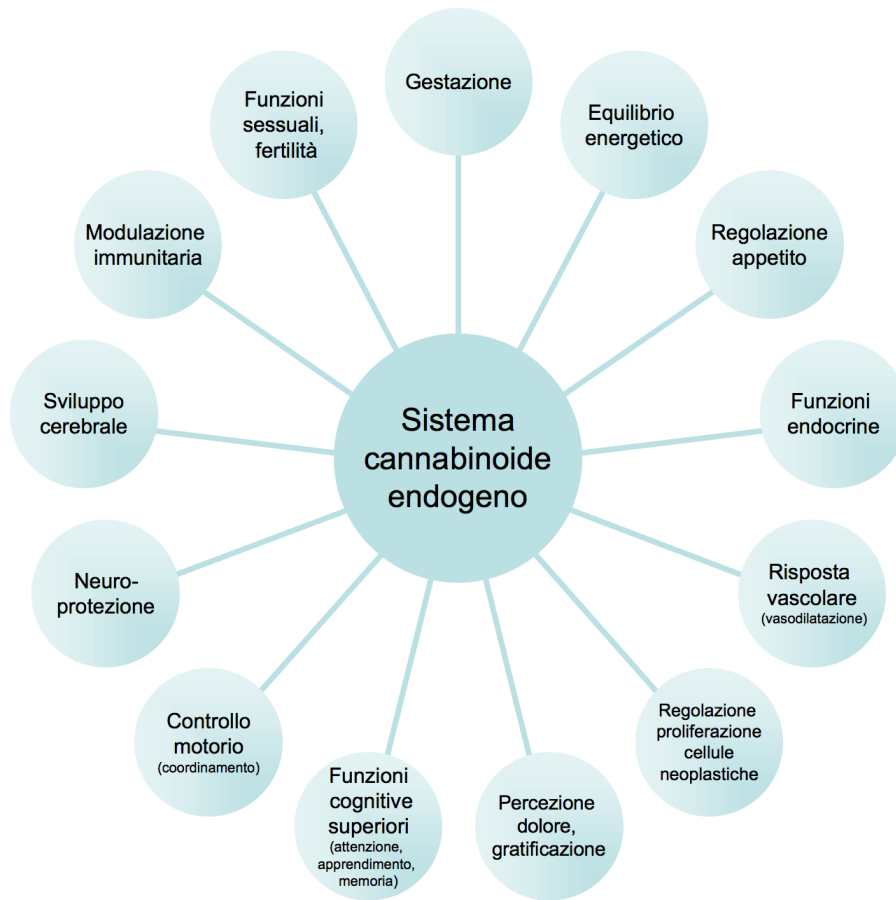 Sistema
cannabinoide
endogeno
Gestazione
Equilibrio
energetico
Regolazione
appetito
Funzioni
endocrine
Risposta
vascolare
(vasodilatazione)
Regolazione
proliferazione
cellule
neoplastiche
Percezione
dolore,
gratificazione
Funzioni
cognitive
superiori
(attenzione,
apprendimento,
memoria)
Controllo
motorio
(coordinamento)
Neuro-
protezione
Sviluppo
cerebrale
Modulazione
immunitaria
Funzioni
sessuali,
fertilità